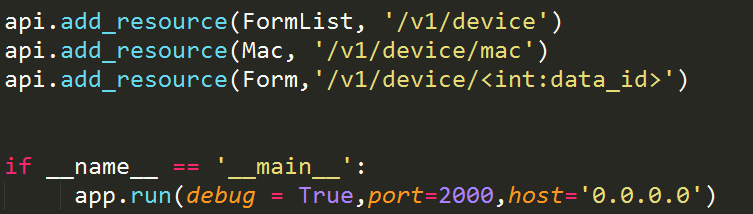 api.add_resource(FormList, '/v1/device')
api.add_resource(Mac, '/v1/device/mac')
api.add_resource(Form,'/v1/device/<int:data_id>')
if __name__ == '__main__':
app.run(debug = True,port=2000,host='0.0.0.0')